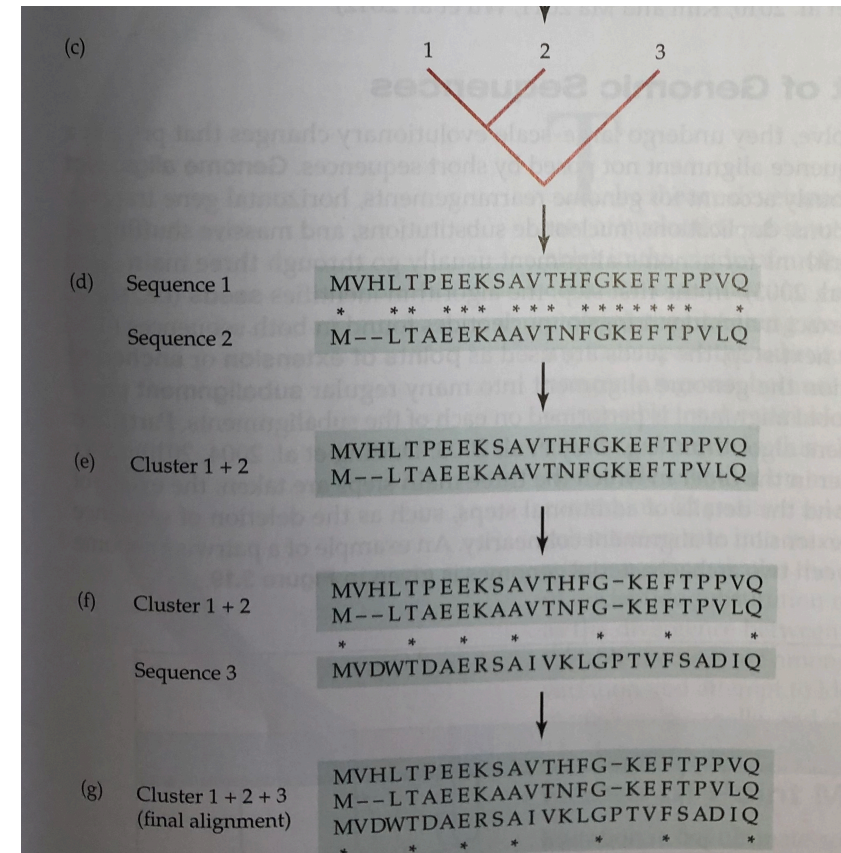 (c) 1 2 3
(d) Sequence 1 MVHLTPEEKSAVTHFGKEFTPPVQ
* * * * * * * * * * * * * * * * *
Sequence 2 M--LTAEEKAAVTNFGKEFTPVLQ
MVHLTPEEKSAVTHFGKEFTPPVQ
(e) Cluster 1 + 2
M--LTAEEKAAVTNFGKEFTPVLQ
MVHLTPEEKSAVTHFG-KEFTPPVQ
(f) Cluster 1 + 2
M--LTAEEKAAVTNFG-KEFTPVLQ
* * * * * * *
Sequence 3 MVDWTDAERSAIVKLGPTVFSADIQ
MVHLTPEEKSAVTHFG-KEFTPPVQ
(g) Cluster 1 + 2 + 3 M--LTAEEKAAVTNFG-KEFTPVLQ
(final alignment) MVDWTDAERSAIVKLGPTVFSADIQ
* * * * * * *